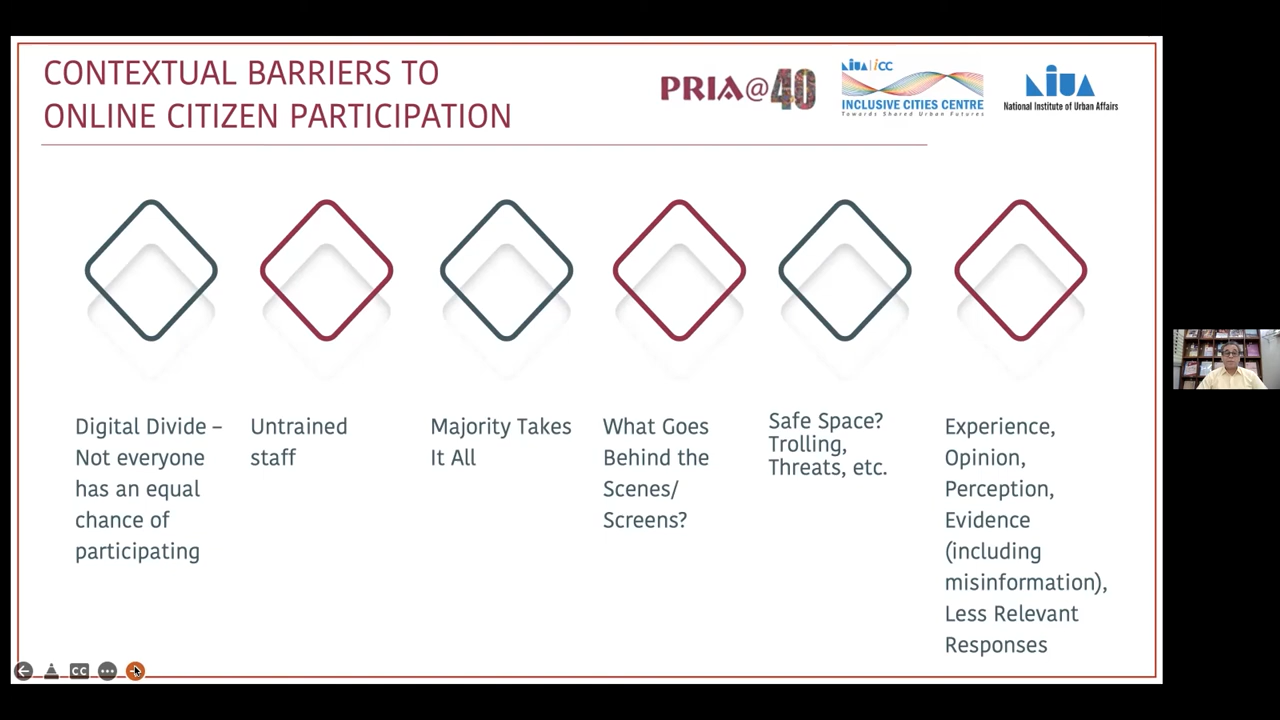 CONTEXTUAL BARRIERS TO
ONLINE CITIZEN PARTICIPATION
PRIA@40
NIUA | iCC
INCLUSIVE CITIES CENTRE
Towards Shared Urban Futures
NIUA
National Institute of Urban Affairs
Digital Divide –
Not everyone
has an equal
chance of
participating
Untrained
staff
Majority Takes
It All
What Goes
Behind the
Scenes/
Screens?
Safe Space?
Trolling,
Threats, etc.
Experience,
Opinion,
Perception,
Evidence
(including
misinformation),
Less Relevant
Responses
CC